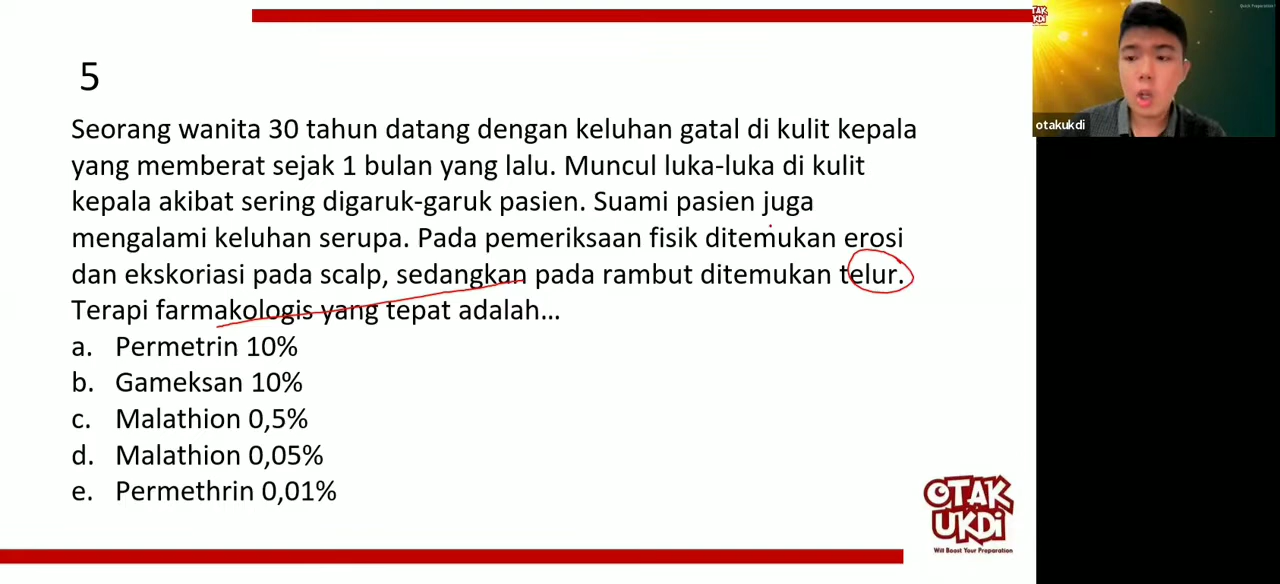 5
Seorang wanita 30 tahun datang dengan keluhan gatal di kulit kepala
yang memberat sejak 1 bulan yang lalu. Muncul luka-luka di kulit
kepala akibat sering digaruk-garuk pasien. Suami pasien juga
mengalami keluhan serupa. Pada pemeriksaan fisik ditemukan erosi
dan ekskoriasi pada scalp, sedangkan pada rambut ditemukan telur.
Terapi farmakologis yang tepat adalah...
a. Permetrin 10%
b. Gameksan 10%
c. Malathion 0,5%
d. Malathion 0,05%
e. Permethrin 0,01%
OTAK
UKDI
Will Boost Your Preparation
OTAK
UKDI
otakukdi